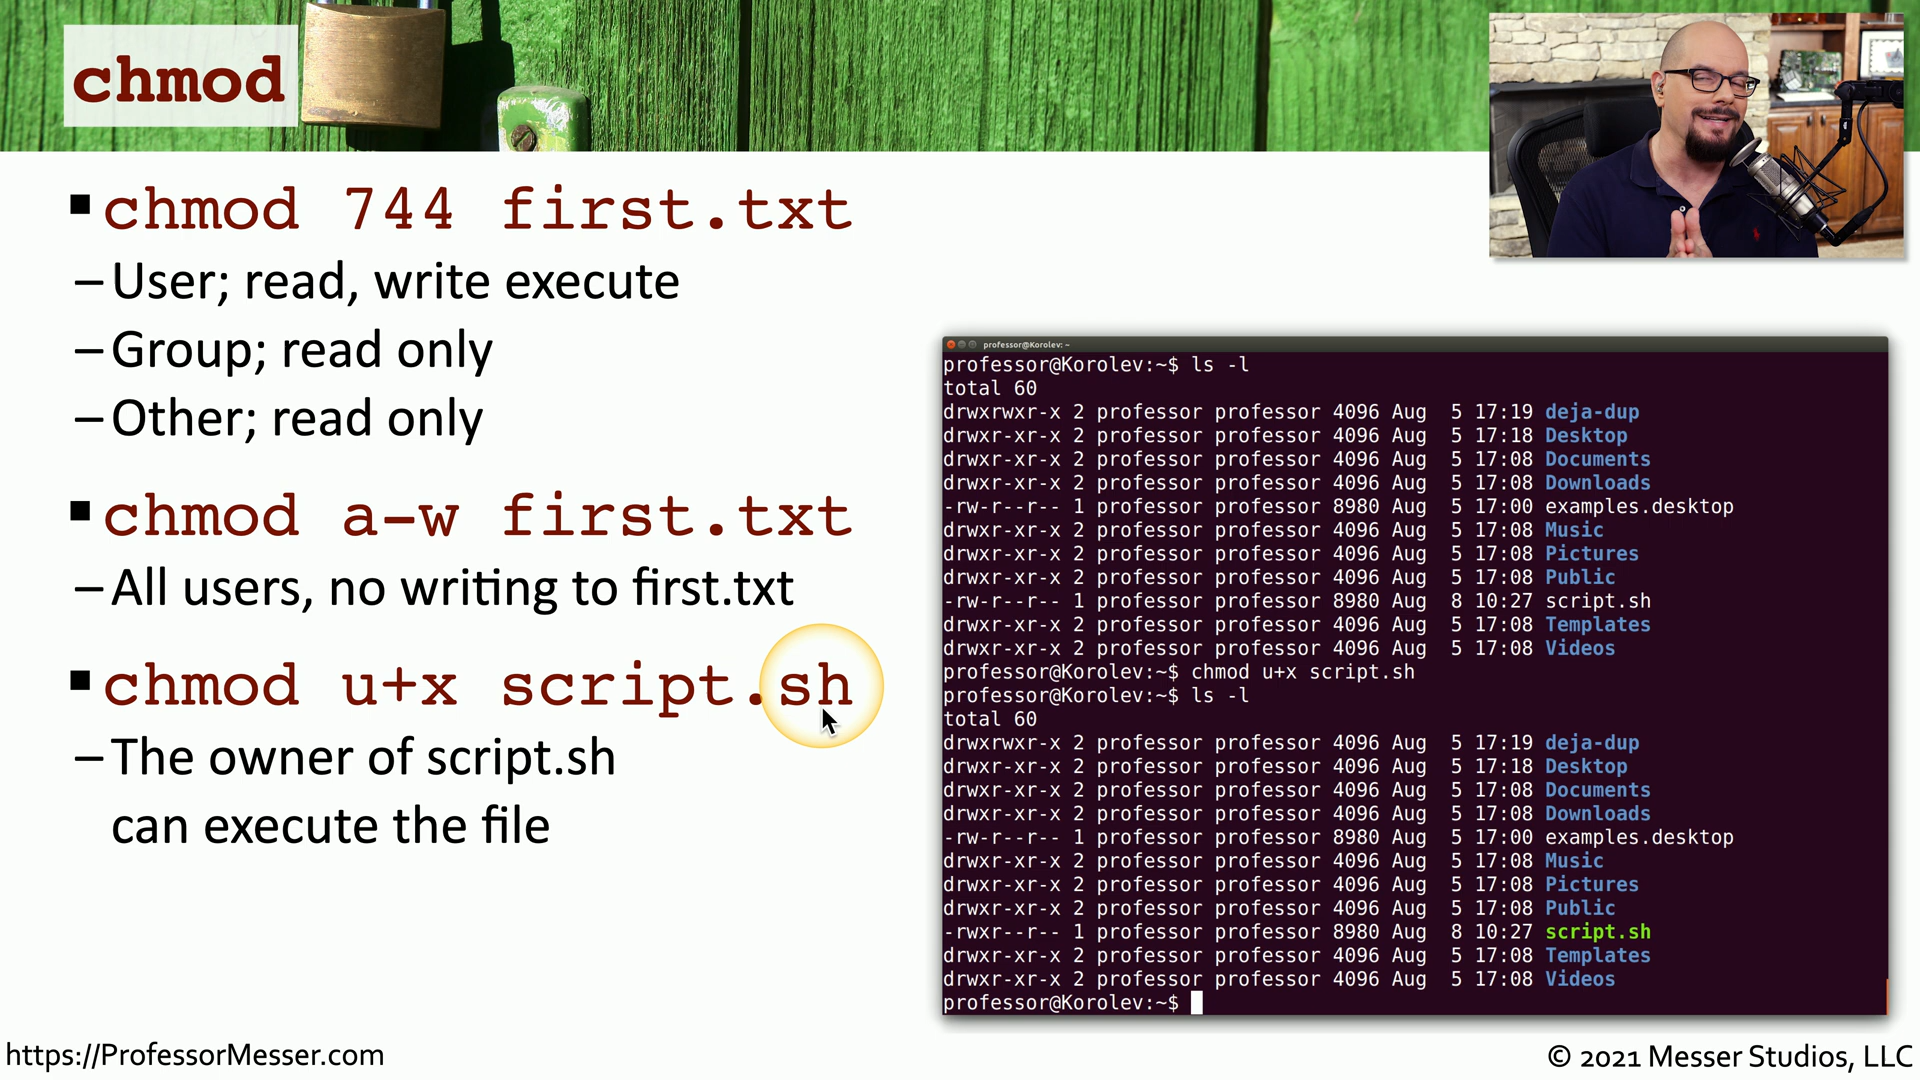 chmod
▪chmod 744 first.txt
–User; read, write execute
–Group; read only
–Other; read only
▪chmod a-w first.txt
–All users, no writing to first.txt
▪chmod u+x script.sh
–The owner of script.sh
can execute the file
professor@Korolev: ~
professor@Korolev:~$ ls -l
total 60
drwxrwxr-x 2 professor professor 4096 Aug  5 17:19 deja-dup
drwxr-xr-x 2 professor professor 4096 Aug  5 17:18 Desktop
drwxr-xr-x 2 professor professor 4096 Aug  5 17:08 Documents
drwxr-xr-x 2 professor professor 4096 Aug  5 17:08 Downloads
-rw-r--r-- 1 professor professor 8980 Aug  5 17:00 examples.desktop
drwxr-xr-x 2 professor professor 4096 Aug  5 17:08 Music
drwxr-xr-x 2 professor professor 4096 Aug  5 17:08 Pictures
drwxr-xr-x 2 professor professor 4096 Aug  5 17:08 Public
-rw-r--r-- 1 professor professor 8980 Aug  8 10:27 script.sh
drwxr-xr-x 2 professor professor 4096 Aug  5 17:08 Templates
drwxr-xr-x 2 professor professor 4096 Aug  5 17:08 Videos
professor@Korolev:~$ chmod u+x script.sh
professor@Korolev:~$ ls -l
total 60
drwxrwxr-x 2 professor professor 4096 Aug  5 17:19 deja-dup
drwxr-xr-x 2 professor professor 4096 Aug  5 17:18 Desktop
drwxr-xr-x 2 professor professor 4096 Aug  5 17:08 Documents
drwxr-xr-x 2 professor professor 4096 Aug  5 17:08 Downloads
-rw-r--r-- 1 professor professor 8980 Aug  5 17:00 examples.desktop
drwxr-xr-x 2 professor professor 4096 Aug  5 17:08 Music
drwxr-xr-x 2 professor professor 4096 Aug  5 17:08 Pictures
drwxr-xr-x 2 professor professor 4096 Aug  5 17:08 Public
-rwxr--r-- 1 professor professor 8980 Aug  8 10:27 script.sh
drwxr-xr-x 2 professor professor 4096 Aug  5 17:08 Templates
drwxr-xr-x 2 professor professor 4096 Aug  5 17:08 Videos
professor@Korolev:~$
https://ProfessorMesser.com
© 2021 Messer Studios, LLC